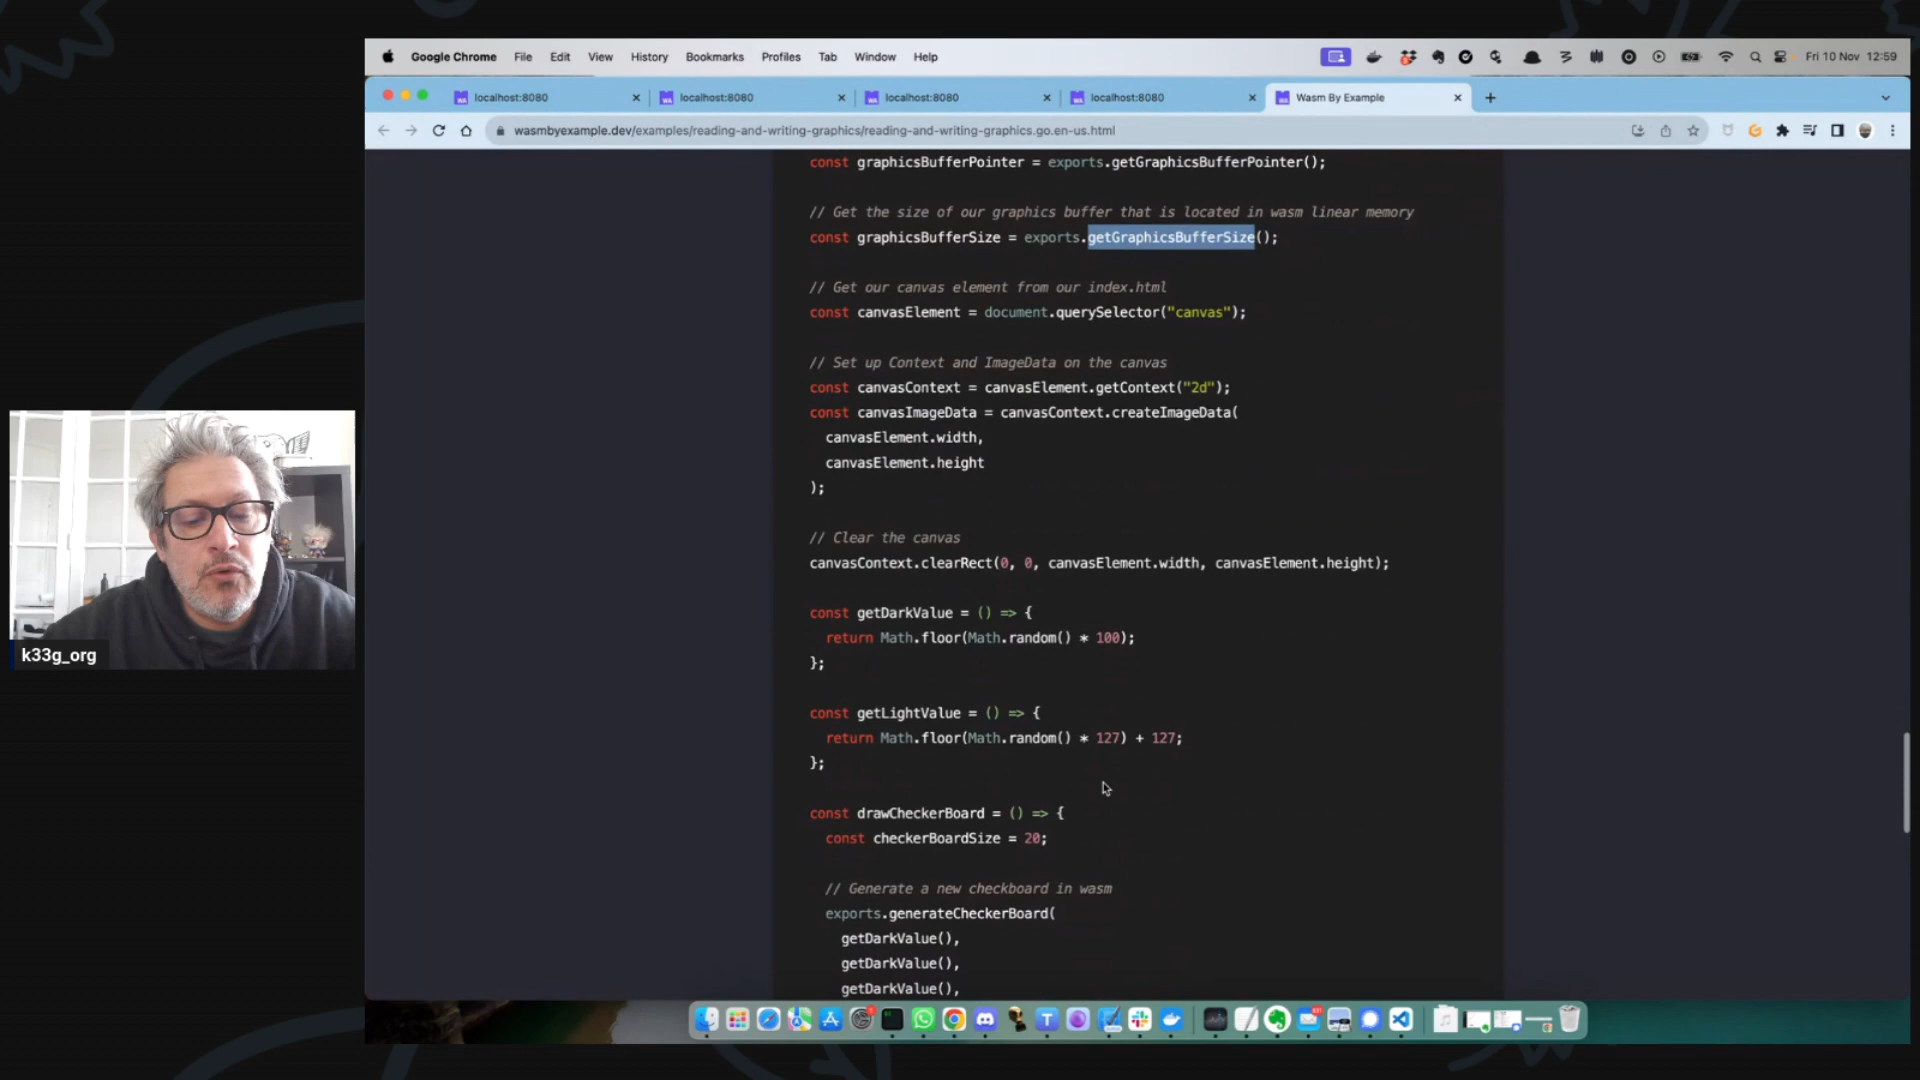 Google Chrome File Edit View History Bookmarks Profiles Tab Window Help Fri 10 Nov 12:59
localhost:8080 localhost:8080 localhost:8080 localhost:8080 Wasm By Example
wasmbyexample.dev/examples/reading-and-writing-graphics/reading-and-writing-graphics.go.en-us.html
const graphicsBufferPointer = exports.getGraphicsBufferPointer();
// Get the size of our graphics buffer that is located in wasm linear memory
const graphicsBufferSize = exports.getGraphicsBufferSize();
// Get our canvas element from our index.html
const canvasElement = document.querySelector("canvas");
// Set up Context and ImageData on the canvas
const canvasContext = canvasElement.getContext("2d");
const canvasImageData = canvasContext.createImageData(
canvasElement.width,
canvasElement.height
);
// Clear the canvas
canvasContext.clearRect(0, 0, canvasElement.width, canvasElement.height);
const getDarkValue = () => {
return Math.floor(Math.random() * 100);
};
k33g_org
const getLightValue = () => {
return Math.floor(Math.random() * 127) + 127;
};
const drawCheckerBoard = () => {
const checkerBoardSize = 20;
// Generate a new checkboard in wasm
exports.generateCheckerBoard(
getDarkValue(),
getDarkValue(),
getDarkValue(),